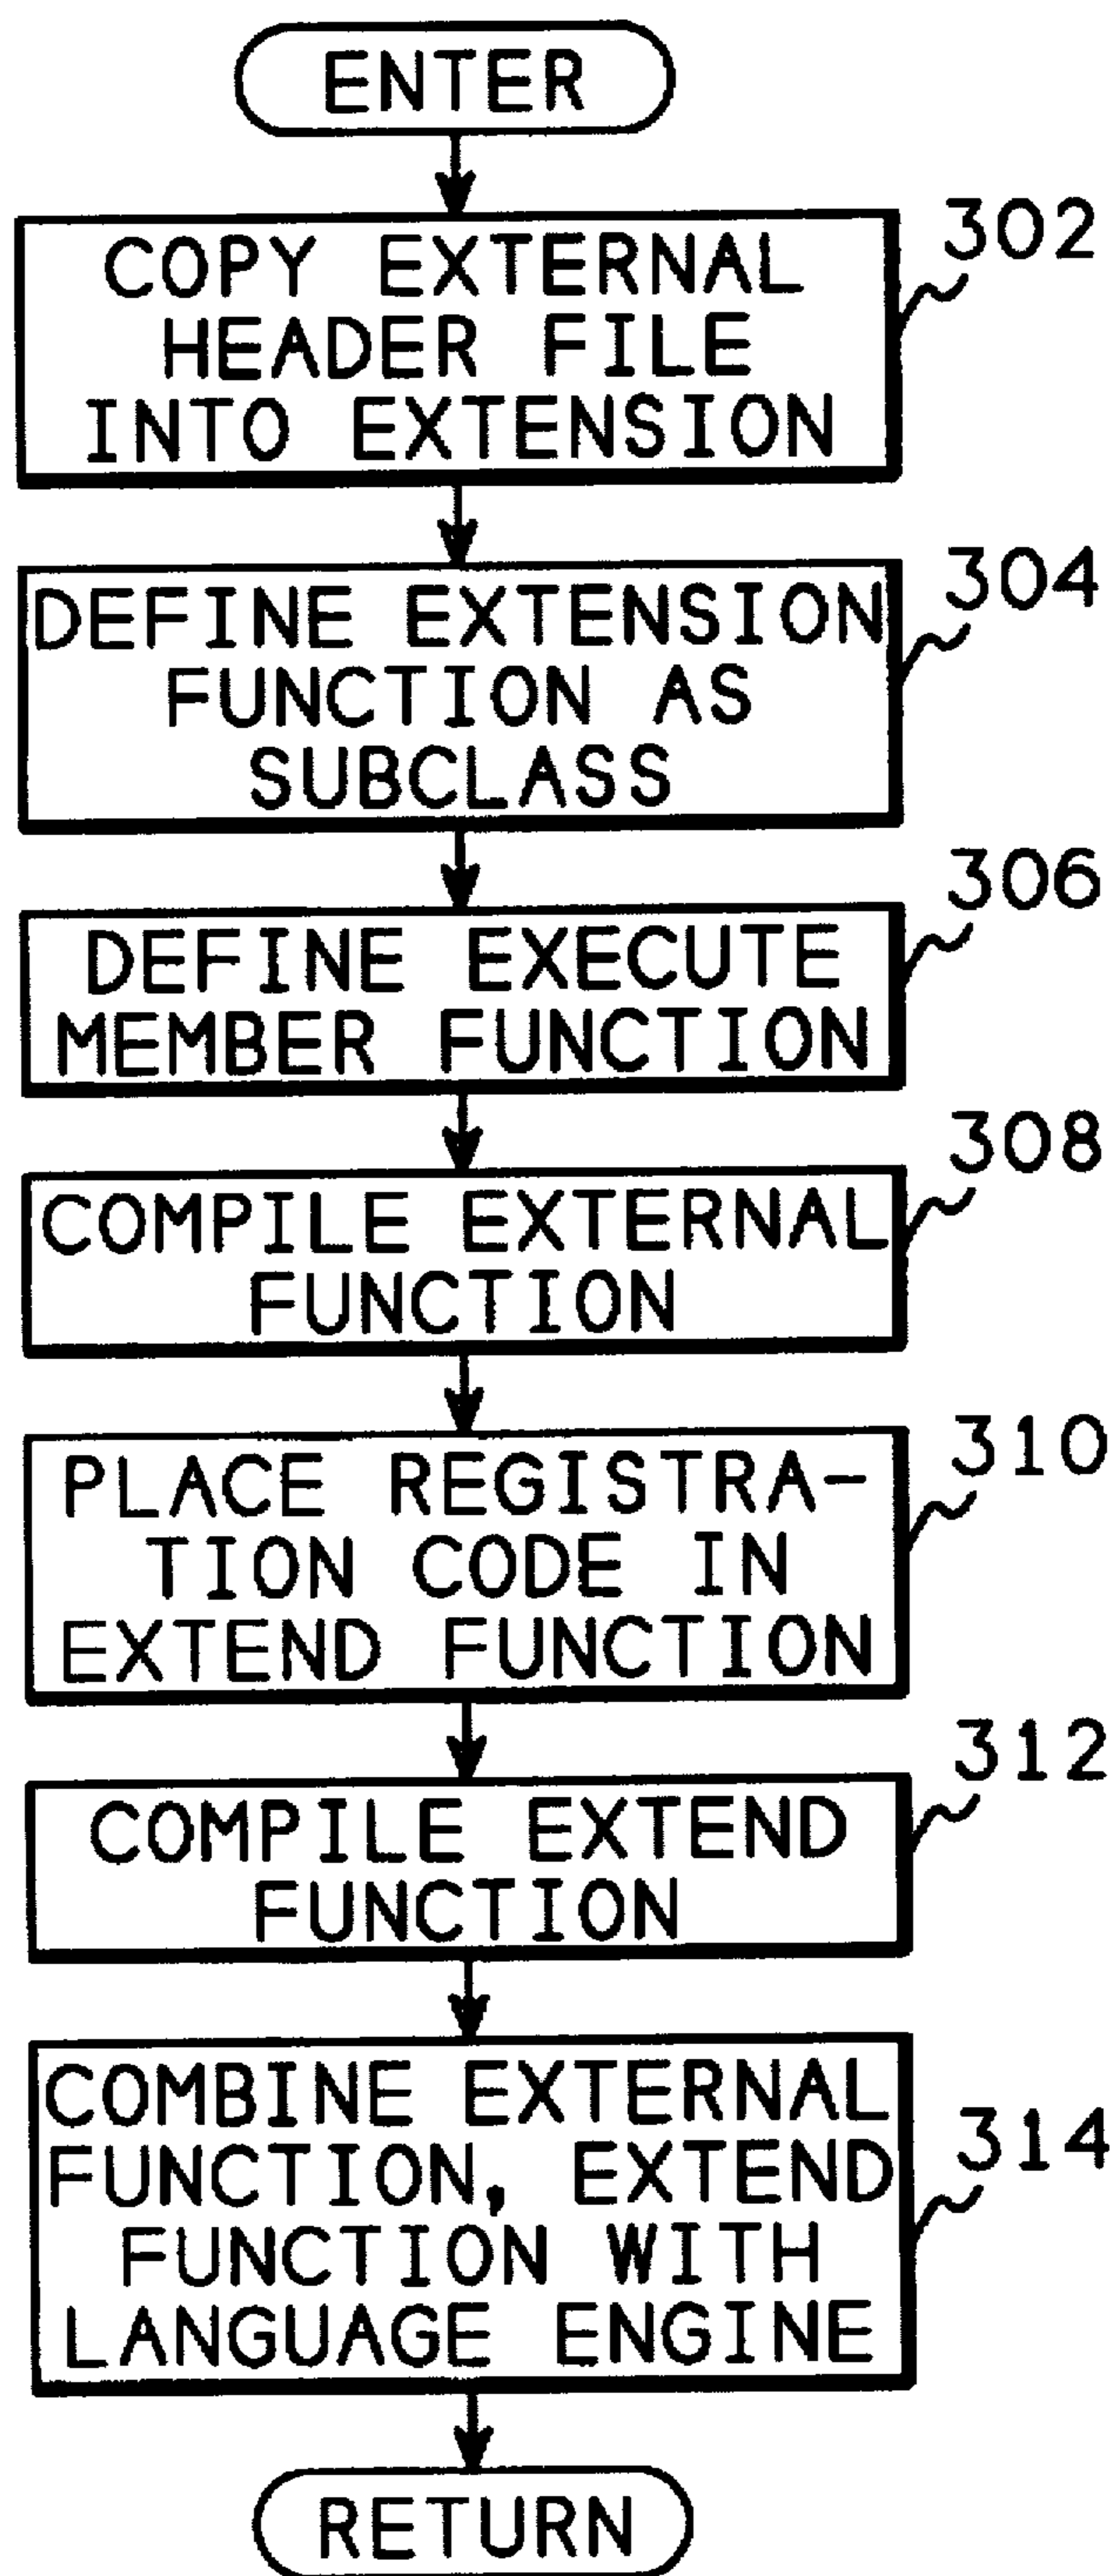 ENTER
302
COPY EXTERNAL
HEADER FILE
INTO EXTENSION
304
DEFINE EXTENSION
FUNCTION AS
SUBCLASS
306
DEFINE EXECUTE
MEMBER FUNCTION
308
COMPILE EXTERNAL
FUNCTION
310
PLACE REGISTRA-
TION CODE IN
EXTEND FUNCTION
312
COMPILE EXTEND
FUNCTION
314
COMBINE EXTERNAL
FUNCTION, EXTEND
FUNCTION WITH
LANGUAGE ENGINE
RETURN